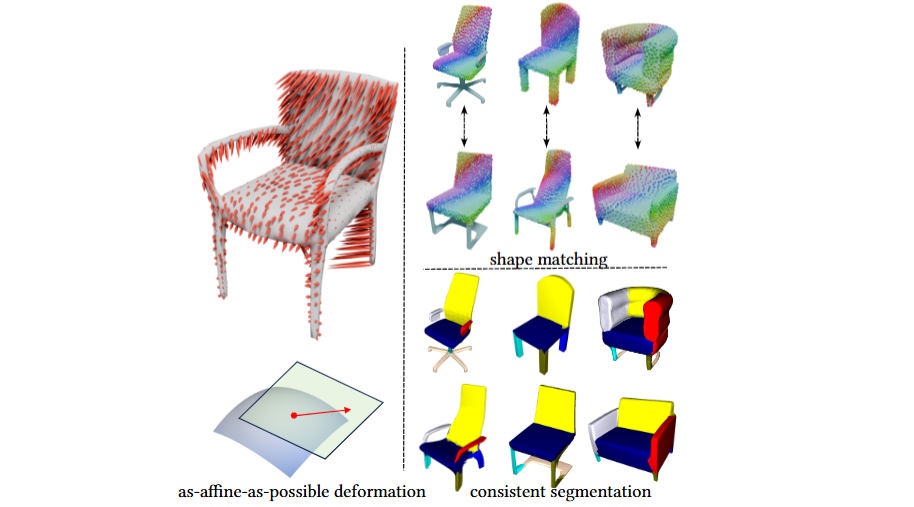 shape matching
as-affine-as-possible deformation
consistent segmentation